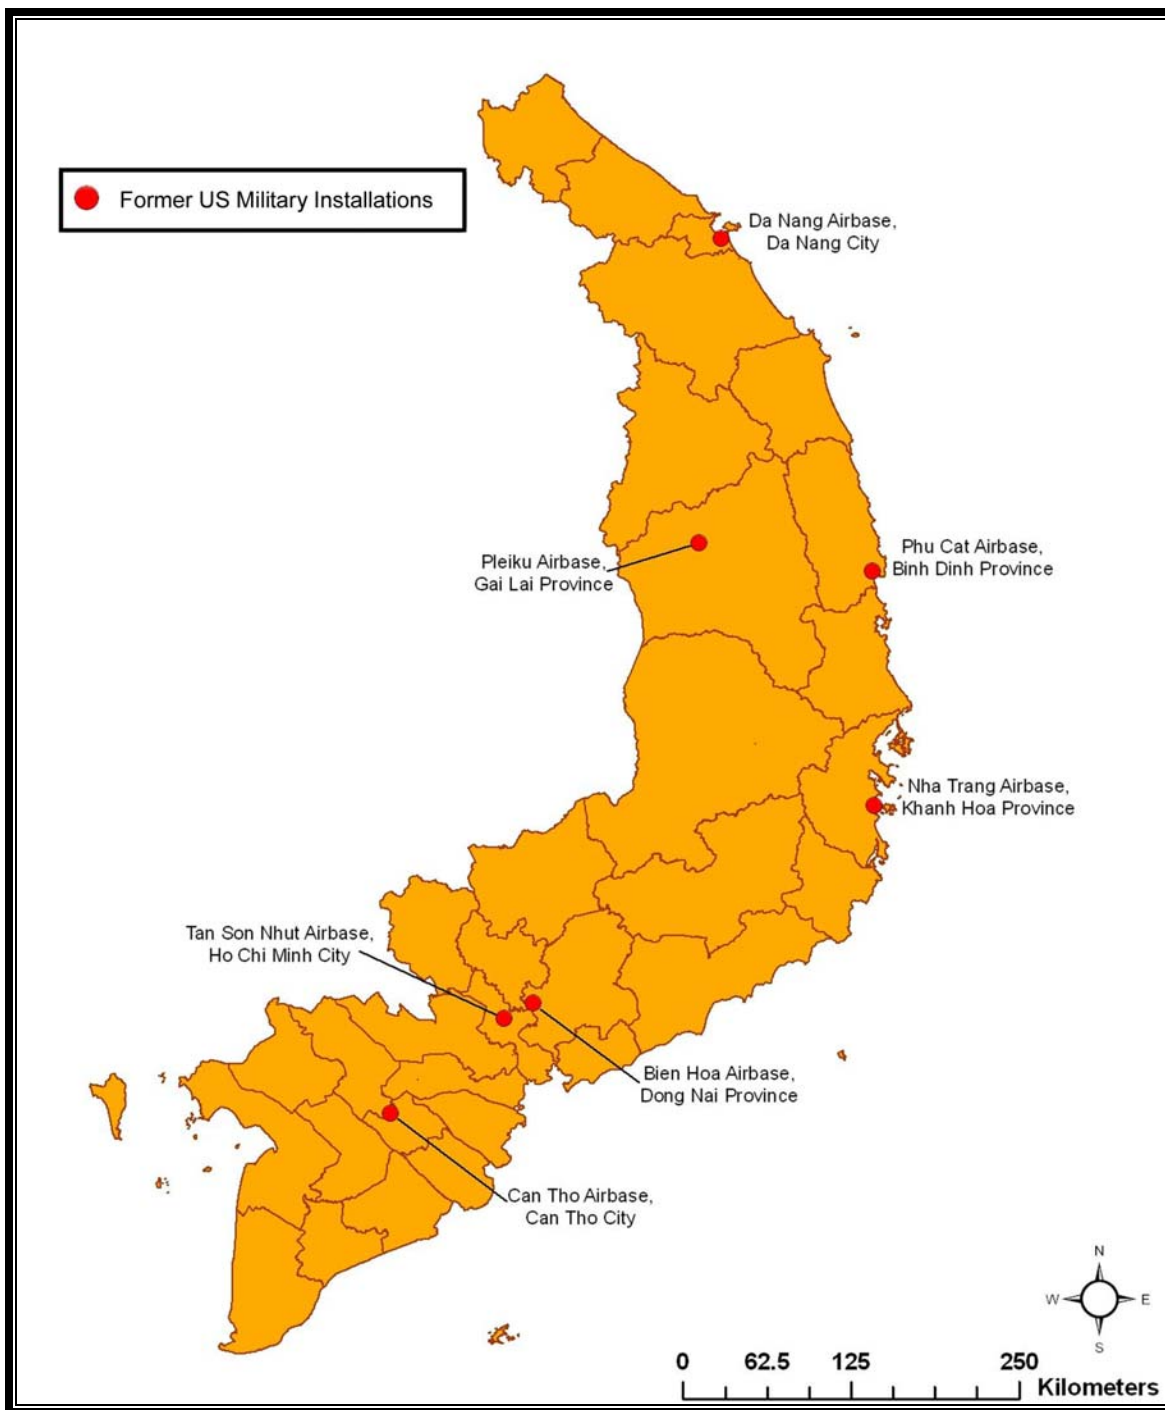 Former US Military Installations
Da Nang Airbase,
Da Nang City
Pleiku Airbase,
Gai Lai Province
Phu Cat Airbase,
Binh Dinh Province
Nha Trang Airbase,
Khanh Hoa Province
Tan Son Nhut Airbase,
Ho Chi Minh City
Bien Hoa Airbase,
Dong Nai Province
Can Tho Airbase,
Can Tho City
N
W E
S
0 62.5 125 250
Kilometers